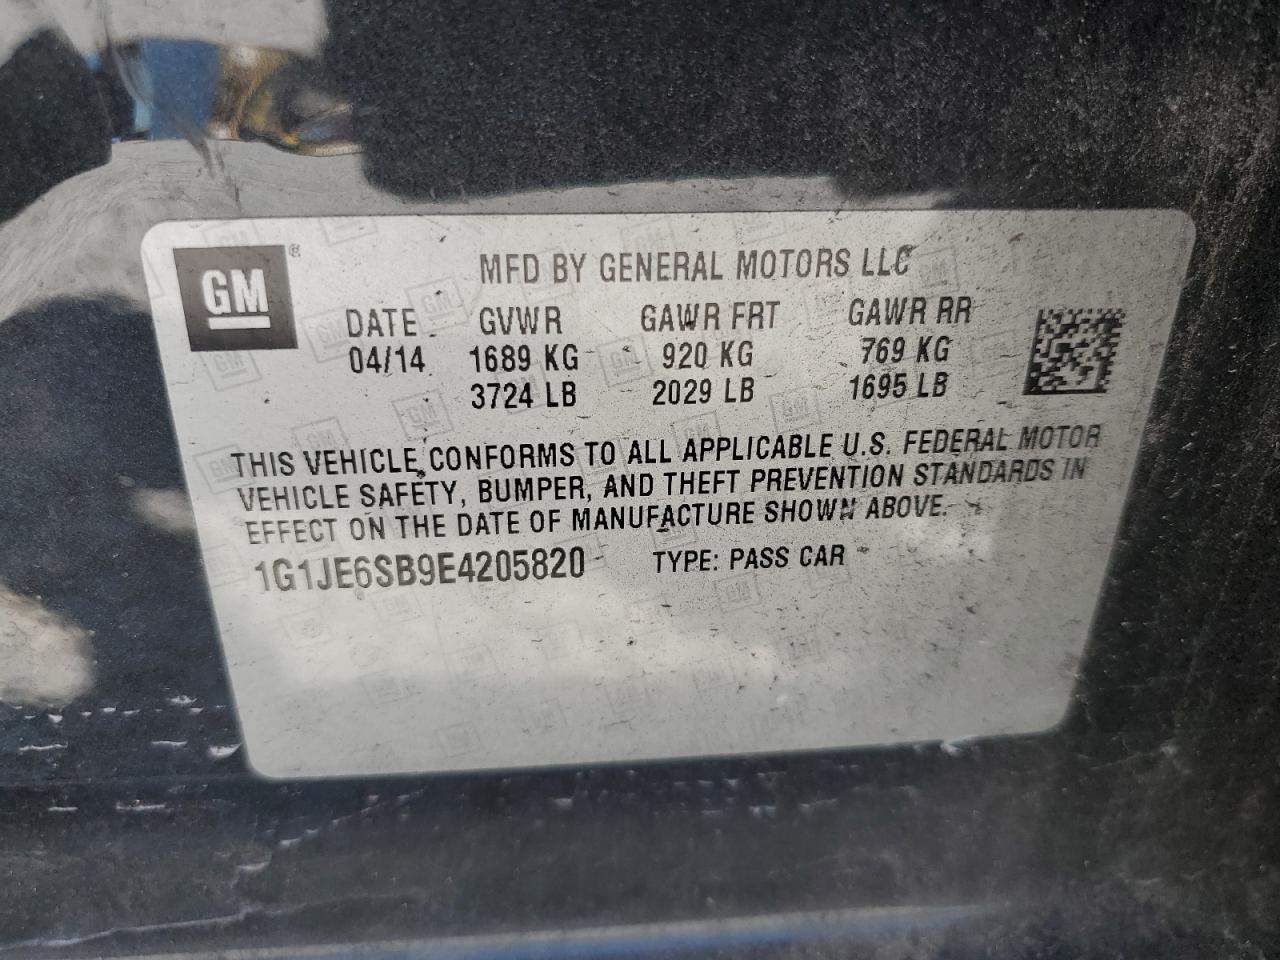 GM ®
MFD BY GENERAL MOTORS LLC
DATE GVWR GAWR FRT GAWR RR
04/14 1689 KG 920 KG 769 KG
3724 LB 2029 LB 1695 LB
THIS VEHICLE CONFORMS TO ALL APPLICABLE U.S. FEDERAL MOTOR
VEHICLE SAFETY, BUMPER, AND THEFT PREVENTION STANDARDS IN
EFFECT ON THE DATE OF MANUFACTURE SHOWN ABOVE.
1G1JE6SB9E4205820 TYPE: PASS CAR